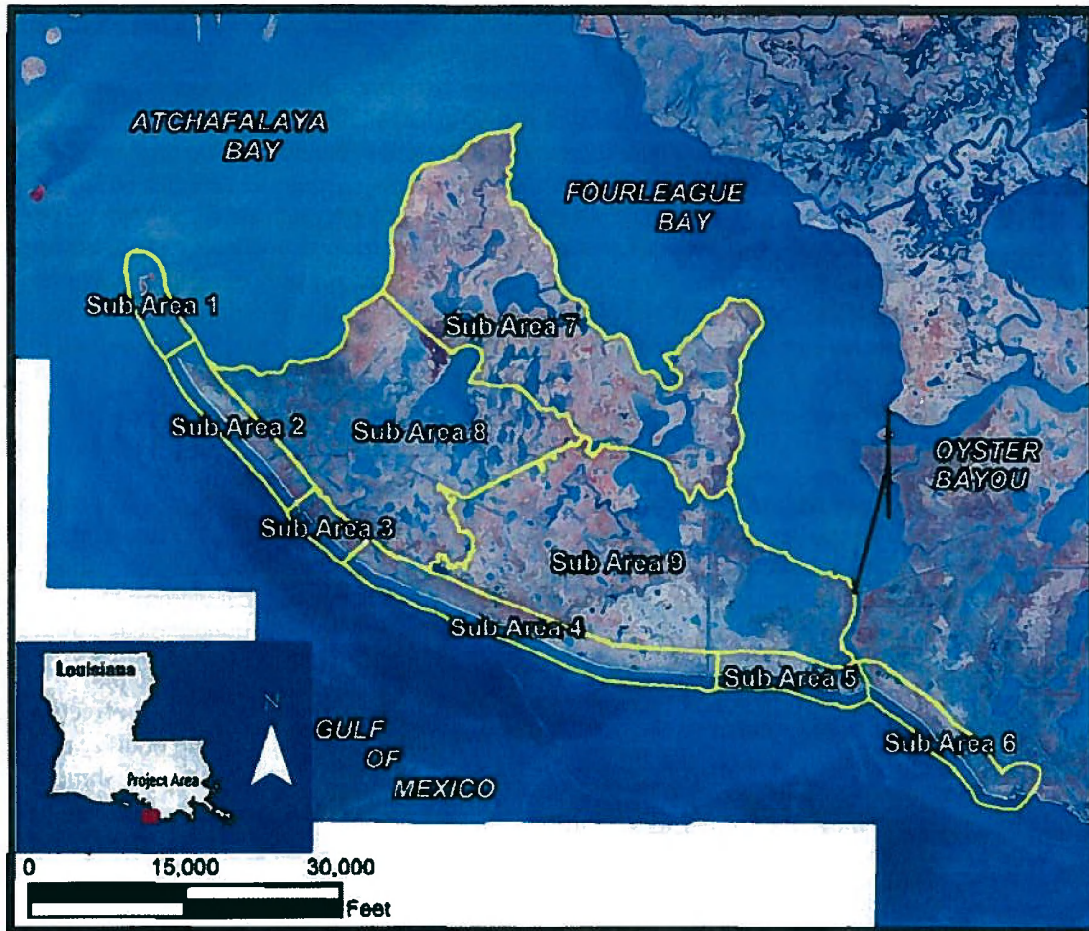 ATCHAFALAYA
BAY
FOURLEAGUE
BAY
Sub Area 1
Sub Area 7
Sub Area 2
Sub Area 8
OYSTER
BAYOU
Sub Area 3
Sub Area 9
Sub Area 4
Sub Area 5
Sub Area 6
Louisiana
N
Project Area
GULF
OF
MEXICO
0 15,000 30,000
Feet